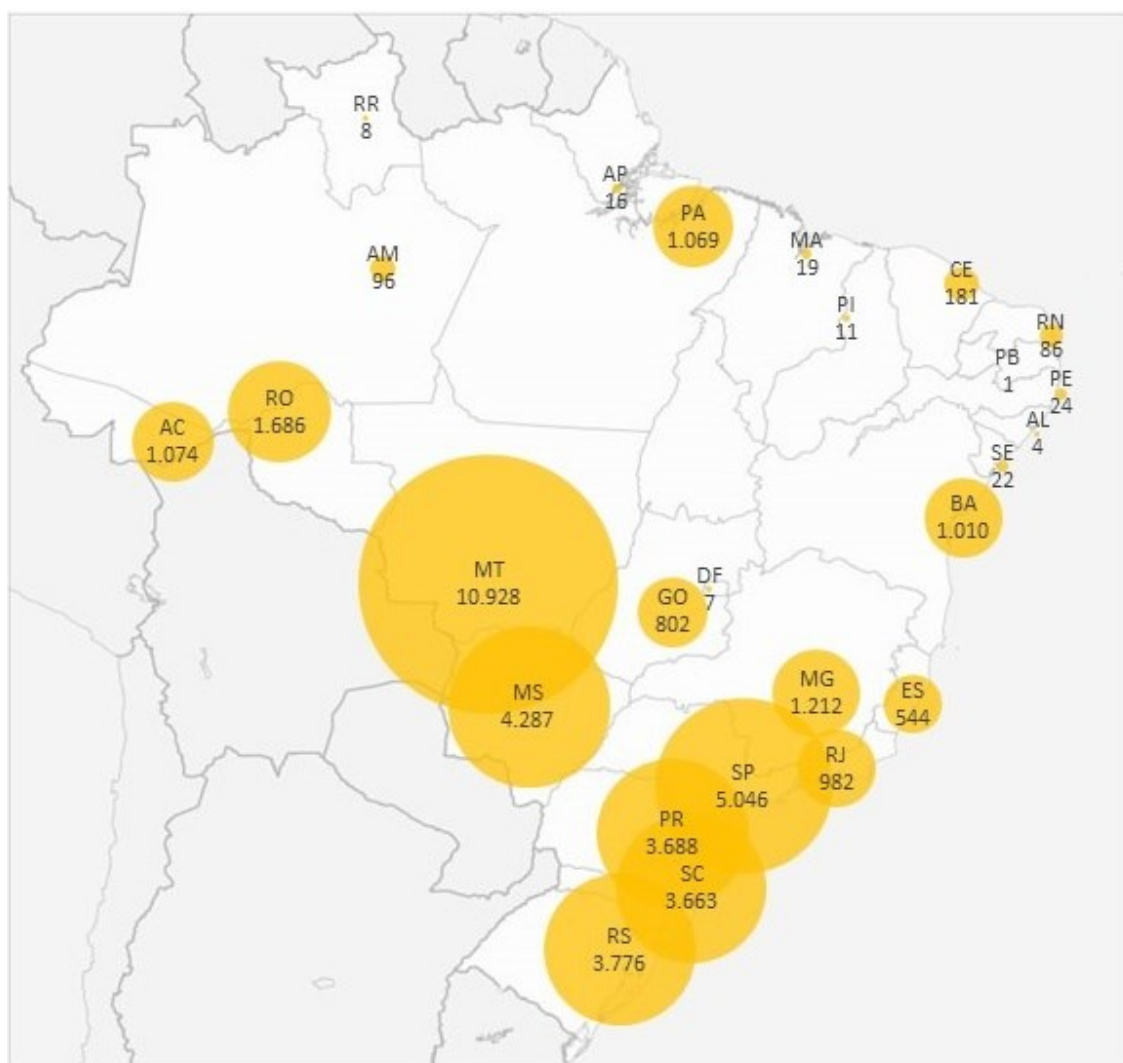 RR
8
AP
16
PA
1.069
MA
19
AM
96
CE
181
PI
11
RN
86
PB
1
PE
24
RO
1.686
AC
1.074
AL
4
SE
22
BA
1.010
MT
10.928
DF
7
GO
802
MS
4.287
MG
1.212
ES
544
SP
5.046
RJ
982
PR
3.688
SC
3.663
RS
3.776